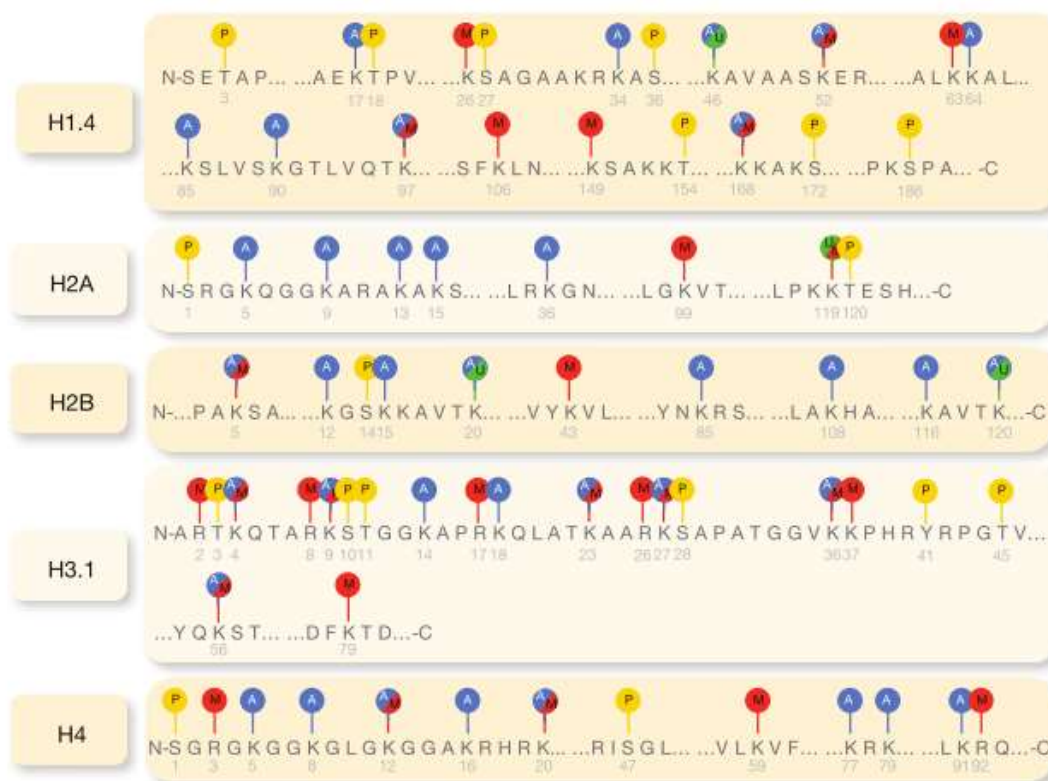 P A P M P A P A U A M M A
N-SETAP... ...AEKTPV... ...KSAGAAKRKAS... ...KAVAASKER... ...ALKKAL...
3 17 18 26 27 34 36 46 52 63 64
H1.4
A A A M M M P A M P P
...KSLVSKGTLVQTK... ...SFKLN... ...KSAKKT... ...KKAKS... ...PKSPA... -C
85 90 97 106 149 154 168 172 186
P A A A A A M U A P
H2A
N-SRGKQGGKARAKAKS... ...LRKGN... ...LGKVT... ...LPKKTESH...-C
1 5 9 13 15 36 99 119 120
A M A P A A U M A A A A U
H2B
N-...PAKSA... ...KGSKKAVTK... ...VYKVL... ...YNKRS... ...LAKHA... ...KAVTK...-C
5 12 14 15 20 43 85 108 116 120
M P A M M A P P A M A A M M A M P A M M P P
N-ARTKQTARKSTGGKAPRKQLATKAARKSAPATGGVKKPHRYRPGTV...
2 3 4 8 9 10 11 14 17 18 23 26 27 28 36 37 41 45
H3.1
A M M
...YQKST... ...DFKTD...-C
56 79
P M A A A M A A M P M A A A M
H4
N-SGRGKGGKGLGKGGAKRHRK... ...RISGL... ...VLKVF... ...KRK... ...LKRQ...-C
1 3 5 8 12 16 20 47 59 77 79 91 92